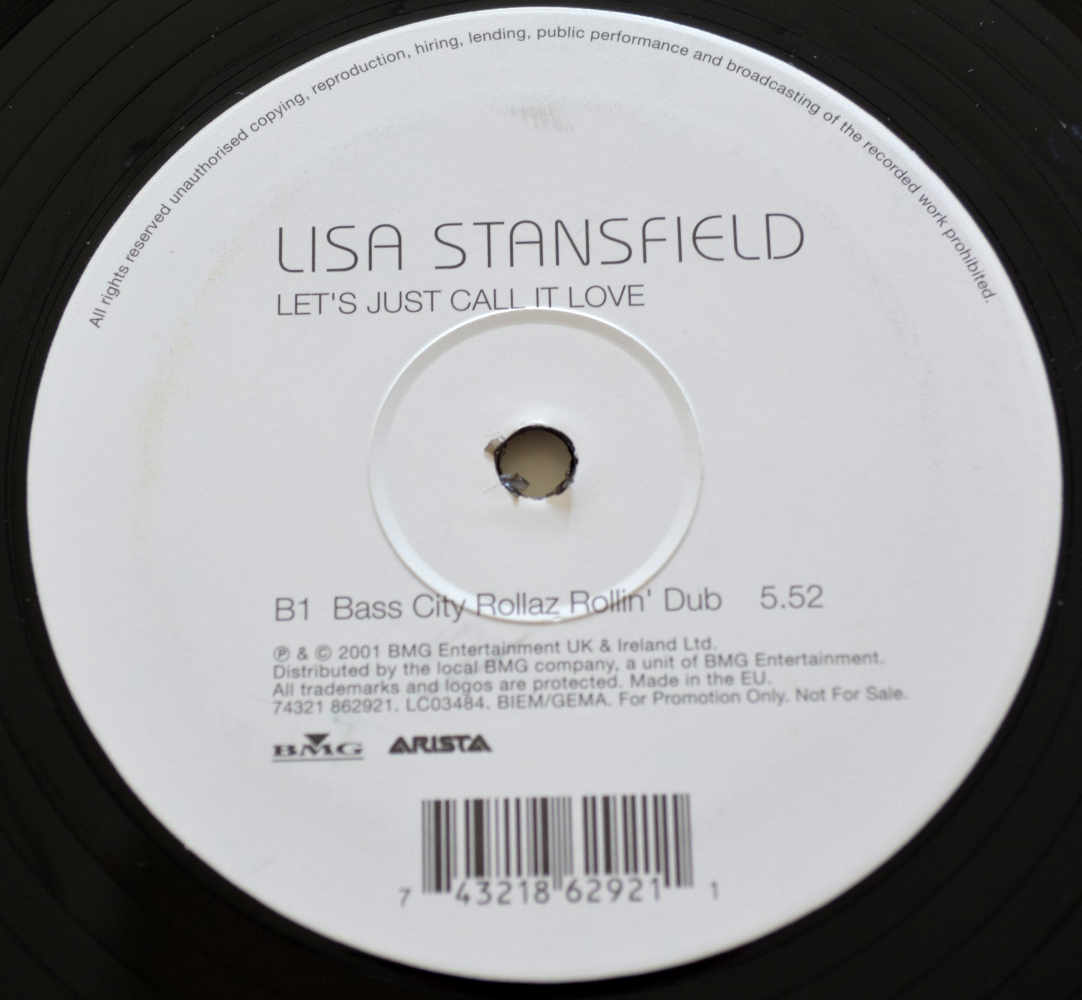 All rights reserved unauthorised copying, reproduction, hiring, lending, public performance and broadcasting of the recorded work prohibited.
LISA STANSFIELD
LET'S JUST CALL IT LOVE
B1 Bass City Rollaz Rollin' Dub 5.52
℗ & © 2001 BMG Entertainment UK & Ireland Ltd.
Distributed by the local BMG company, a unit of BMG Entertainment.
All trademarks and logos are protected. Made in the EU.
74321 862921. LC03484. BIEM/GEMA. For Promotion Only. Not For Sale.
BMG ARISTA
7 43218 62921 1